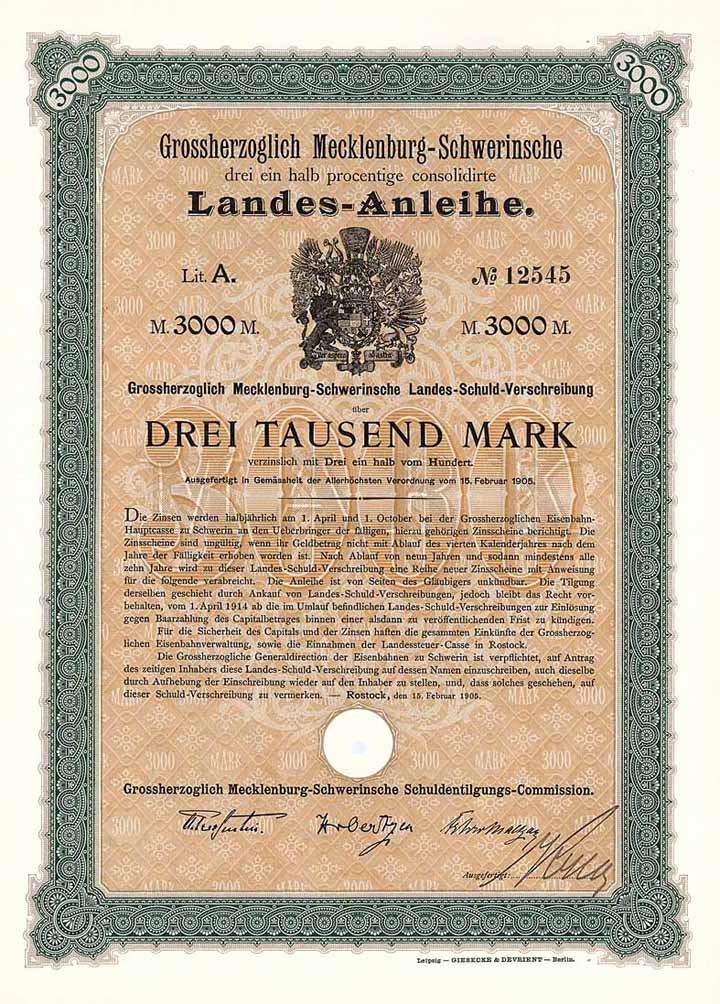 3000 3000
Grossherzoglich Mecklenburg-Schwerinsche
drei ein halb procentige consolidirte
Landes-Anleihe.
Lit. A. № 12545
M. 3000 M. M. 3000 M.
per aspera ad astra
Grossherzoglich Mecklenburg-Schwerinsche Landes-Schuld-Verschreibung
über
DREI TAUSEND MARK
verzinslich mit Drei ein halb vom Hundert.
Ausgefertigt in Gemässheit der Allerhöchsten Verordnung vom 15. Februar 1905.
Die Zinsen werden halbjährlich am 1. April und 1. October bei der Grossherzoglichen Eisenbahn-
Hauptcasse zu Schwerin an den Ueberbringer der fälligen, hierzu gehörigen Zinsscheine berichtigt. Die
Zinsscheine sind ungültig, wenn ihr Geldbetrag nicht mit Ablauf des vierten Kalenderjahres nach dem
Jahre der Fälligkeit erhoben worden ist. Nach Ablauf von neun Jahren und sodann mindestens alle
zehn Jahre wird zu dieser Landes-Schuld-Verschreibung eine Reihe neuer Zinsscheine mit Anweisung
für die folgende verabreicht. Die Anleihe ist von Seiten des Gläubigers unkündbar. Die Tilgung
derselben geschieht durch Ankauf von Landes-Schuld-Verschreibungen, jedoch bleibt das Recht vor-
behalten, vom 1. April 1914 ab die im Umlauf befindlichen Landes-Schuld-Verschreibungen zur Einlösung
gegen Baarzahlung des Capitalbetrages binnen einer alsdann zu veröffentlichenden Frist zu kündigen.
Für die Sicherheit des Capitals und der Zinsen haften die gesammten Einkünfte der Grossherzog-
lichen Eisenbahnverwaltung, sowie die Einnahmen der Landessteuer-Casse in Rostock.
Die Grossherzogliche Generaldirection der Eisenbahnen zu Schwerin ist verpflichtet, auf Antrag
des zeitigen Inhabers diese Landes-Schuld-Verschreibung auf dessen Namen einzuschreiben, auch dieselbe
durch Aufhebung der Einschreibung wieder auf den Inhaber zu stellen, und, dass solches geschehen, auf
dieser Schuld-Verschreibung zu vermerken. — Rostock, den 15. Februar 1905.
Grossherzoglich Mecklenburg-Schwerinsche Schuldentilgungs-Commission.
Ausgefertigt:
Leipzig — GIESECKE & DEVRIENT — Berlin.